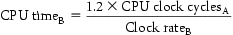 CPU time_B = 1.2 × CPU clock cycles_A / Clock rate_B